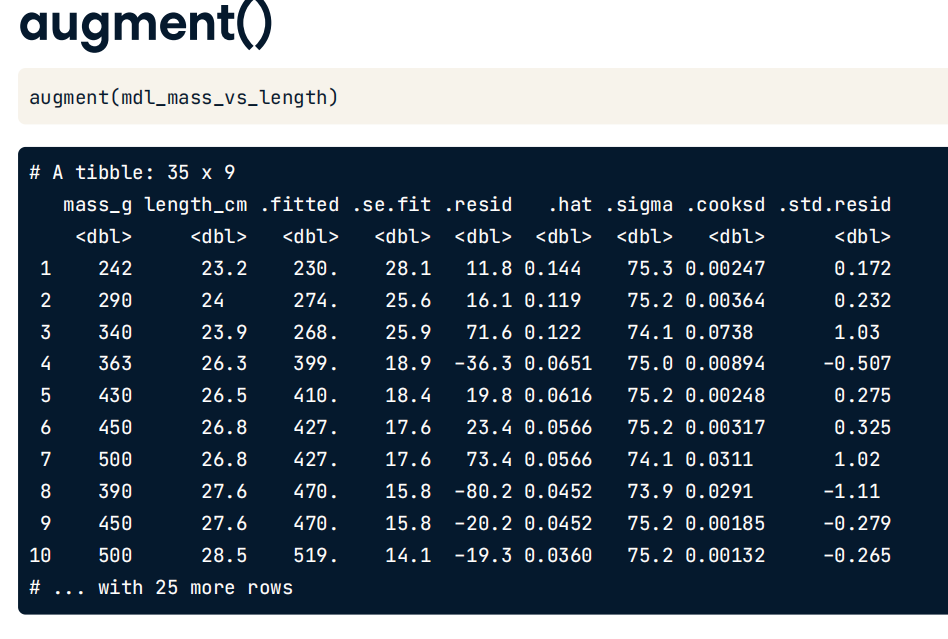 augment()
augment(mdl_mass_vs_length)
# A tibble: 35 x 9
mass_g length_cm .fitted .se.fit .resid .hat .sigma .cooksd .std.resid
<dbl> <dbl> <dbl> <dbl> <dbl> <dbl> <dbl> <dbl> <dbl>
1 242 23.2 230. 28.1 11.8 0.144 75.3 0.00247 0.172
2 290 24 274. 25.6 16.1 0.119 75.2 0.00364 0.232
3 340 23.9 268. 25.9 71.6 0.122 74.1 0.0738 1.03
4 363 26.3 399. 18.9 -36.3 0.0651 75.0 0.00894 -0.507
5 430 26.5 410. 18.4 19.8 0.0616 75.2 0.00248 0.275
6 450 26.8 427. 17.6 23.4 0.0566 75.2 0.00317 0.325
7 500 26.8 427. 17.6 73.4 0.0566 74.1 0.0311 1.02
8 390 27.6 470. 15.8 -80.2 0.0452 73.9 0.0291 -1.11
9 450 27.6 470. 15.8 -20.2 0.0452 75.2 0.00185 -0.279
10 500 28.5 519. 14.1 -19.3 0.0360 75.2 0.00132 -0.265
# ... with 25 more rows